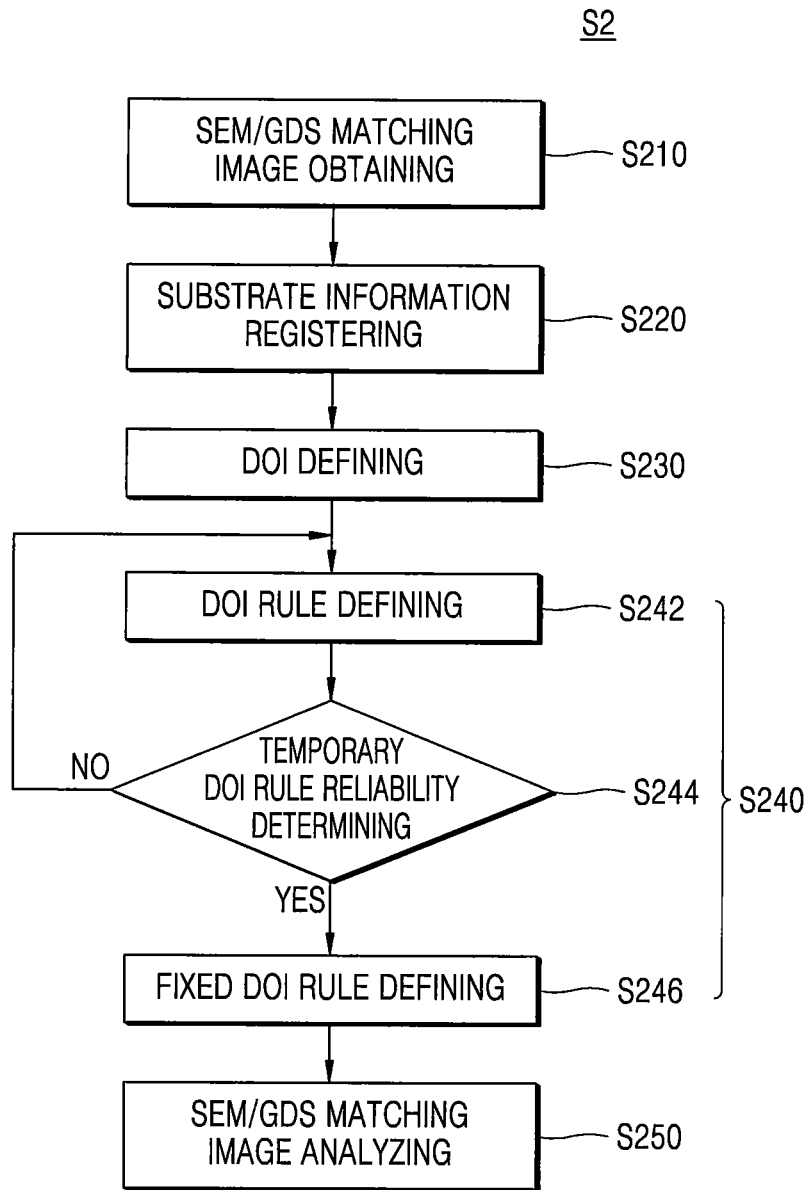 S2
SEM/GDS MATCHING
IMAGE OBTAINING
S210
SUBSTRATE INFORMATION
REGISTERING
S220
DOI DEFINING
S230
DOI RULE DEFINING
S242
TEMPORARY
DOI RULE RELIABILITY
DETERMINING
NO
S244
S240
YES
FIXED DOI RULE DEFINING
S246
SEM/GDS MATCHING
IMAGE ANALYZING
S250